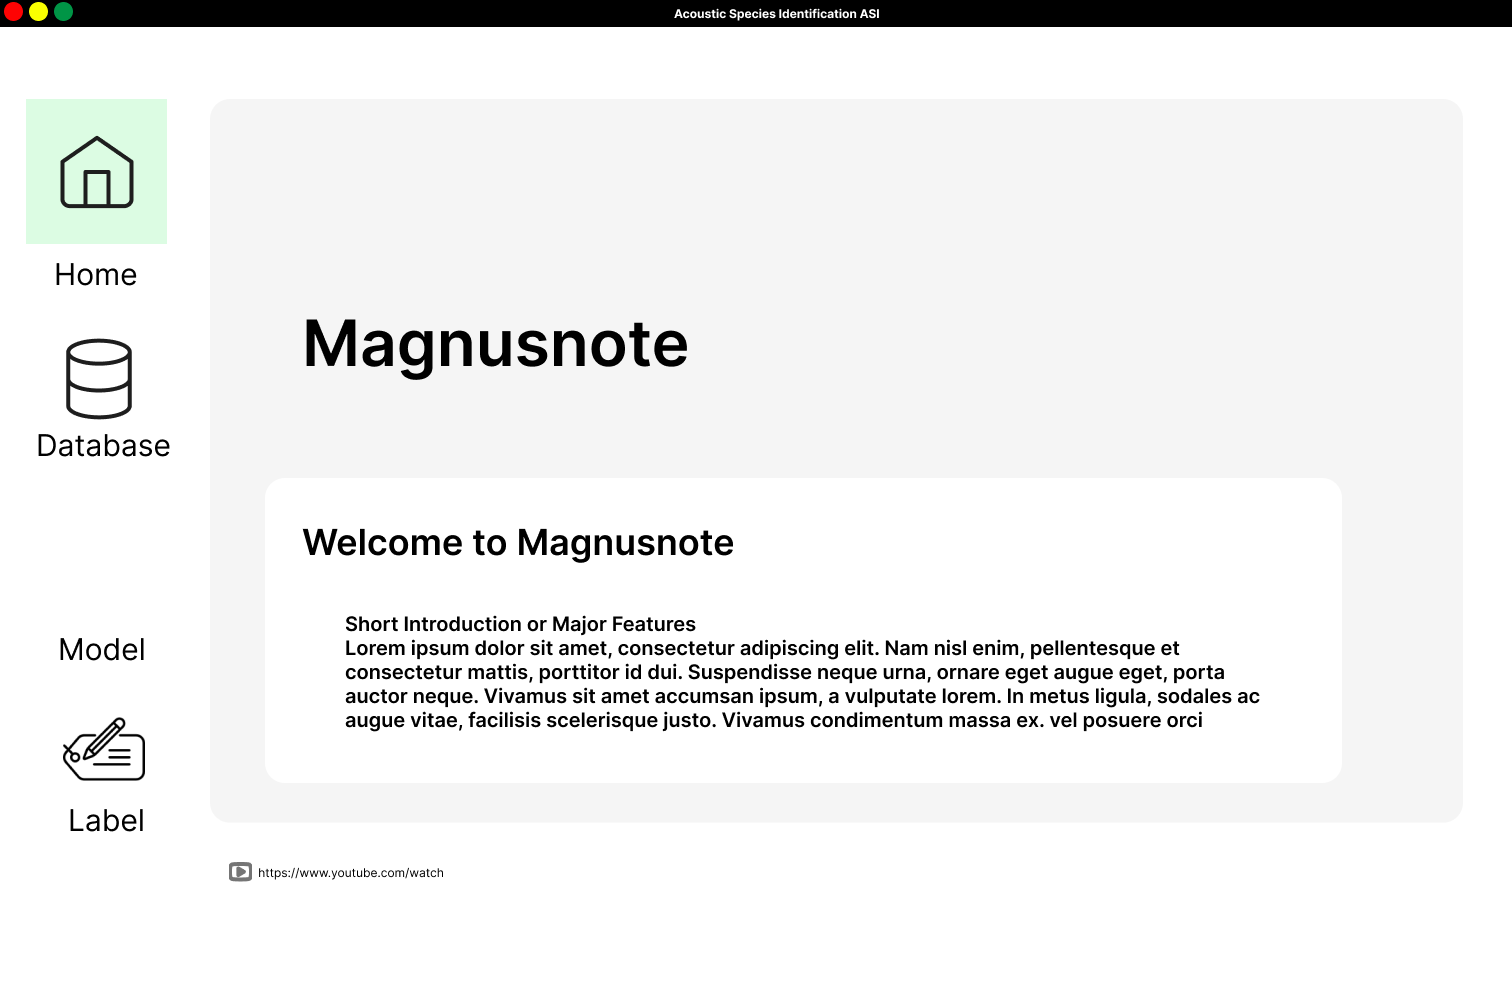 Acoustic Species Identification ASI
Home
Database
Model
Label
Magnusnote
Welcome to Magnusnote
Short Introduction or Major Features
Lorem ipsum dolor sit amet, consectetur adipiscing elit. Nam nisl enim, pellentesque et
consectetur mattis, porttitor id dui. Suspendisse neque urna, ornare eget augue eget, porta
auctor neque. Vivamus sit amet accumsan ipsum, a vulputate lorem. In metus ligula, sodales ac
augue vitae, facilisis scelerisque justo. Vivamus condimentum massa ex. vel posuere orci
https://www.youtube.com/watch